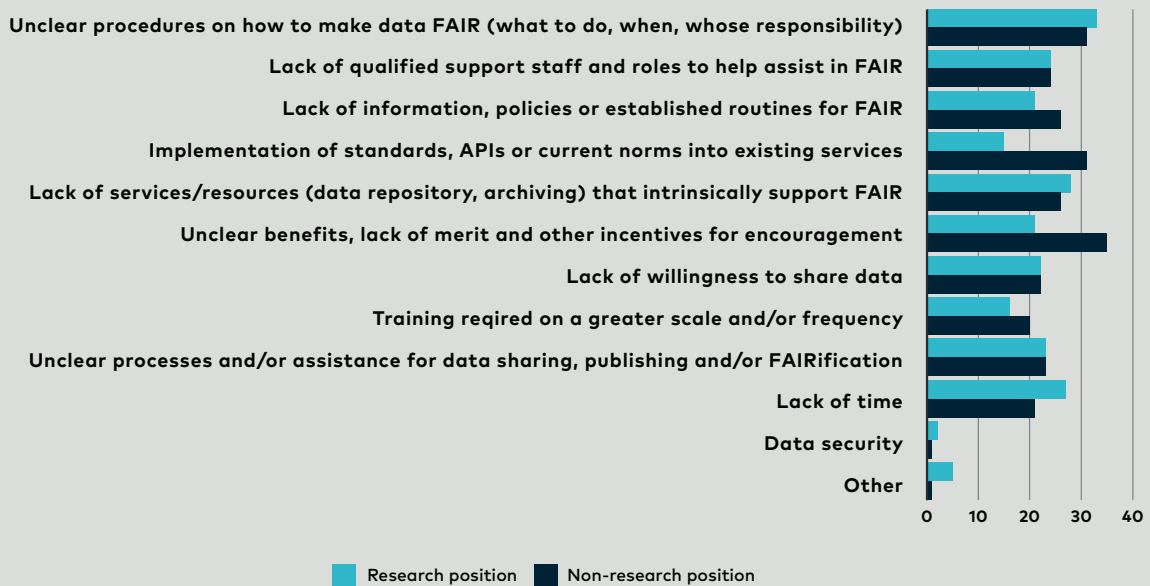 Unclear procedures on how to make data FAIR (what to do, when, whose responsibility)
Lack of qualified support staff and roles to help assist in FAIR
Lack of information, policies or established routines for FAIR
Implementation of standards, APIs or current norms into existing services
Lack of services/resources (data repository, archiving) that intrinsically support FAIR
Unclear benefits, lack of merit and other incentives for encouragement
Lack of willingness to share data
Training reqired on a greater scale and/or frequency
Unclear processes and/or assistance for data sharing, publishing and/or FAIRification
Lack of time
Data security
Other
0 10 20 30 40
Research position Non-research position